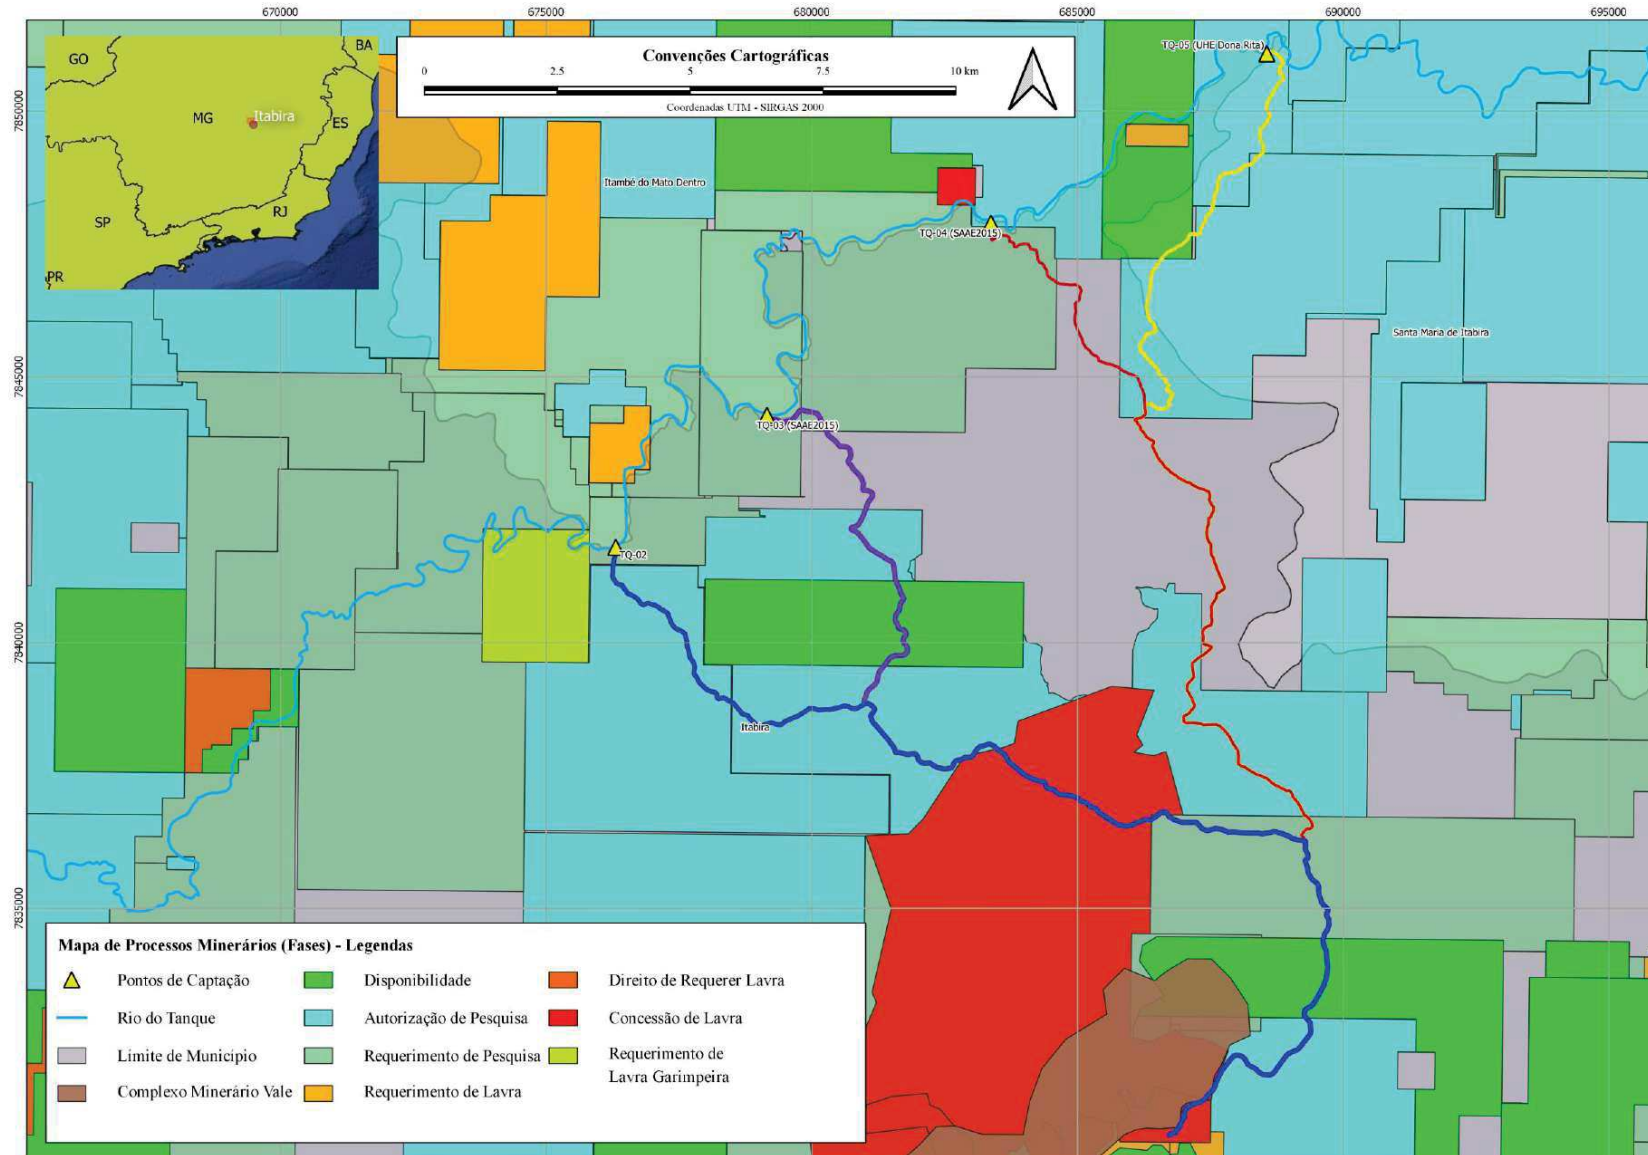 670000
675000
680000
685000
690000
695000
7850000
7845000
7840000
7835000
GO
BA
MG
Itabira
ES
SP
RJ
PR
Convenções Cartográficas
0
2.5
5
7.5
10 km
Coordenadas UTM - SIRGAS 2000
TQ-05 (UHE Dona Rita)
Itambé do Mato Dentro
TQ-04 (SAAE2015)
Santa Maria de Itabira
TQ-03 (SAAE2015)
TQ-02
Itabira
Mapa de Processos Minerários (Fases) - Legendas
Pontos de Captação
Disponibilidade
Direito de Requerer Lavra
Rio do Tanque
Autorização de Pesquisa
Concessão de Lavra
Limite de Municipio
Requerimento de Pesquisa
Requerimento de
Lavra Garimpeira
Complexo Minerário Vale
Requerimento de Lavra